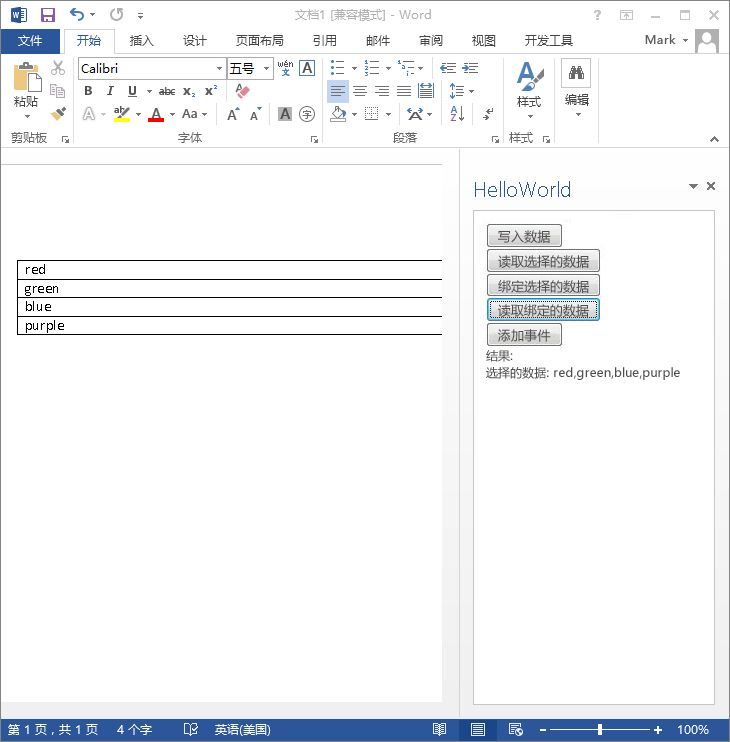 文档1 [兼容模式] - Word
文件 开始 插入 设计 页面布局 引用 邮件 审阅 视图 开发工具 Mark
粘贴
Calibri 五号 wén 文 A
B I U abc x₂ x²
A ab A Aa A A A 字
样式
编辑
剪贴板 字体 段落 样式
HelloWorld
red
green
blue
purple
写入数据
读取选择的数据
绑定选择的数据
读取绑定的数据
添加事件
结果:
选择的数据: red,green,blue,purple
第 1 页，共 1 页 4 个字 英语(美国) 100%